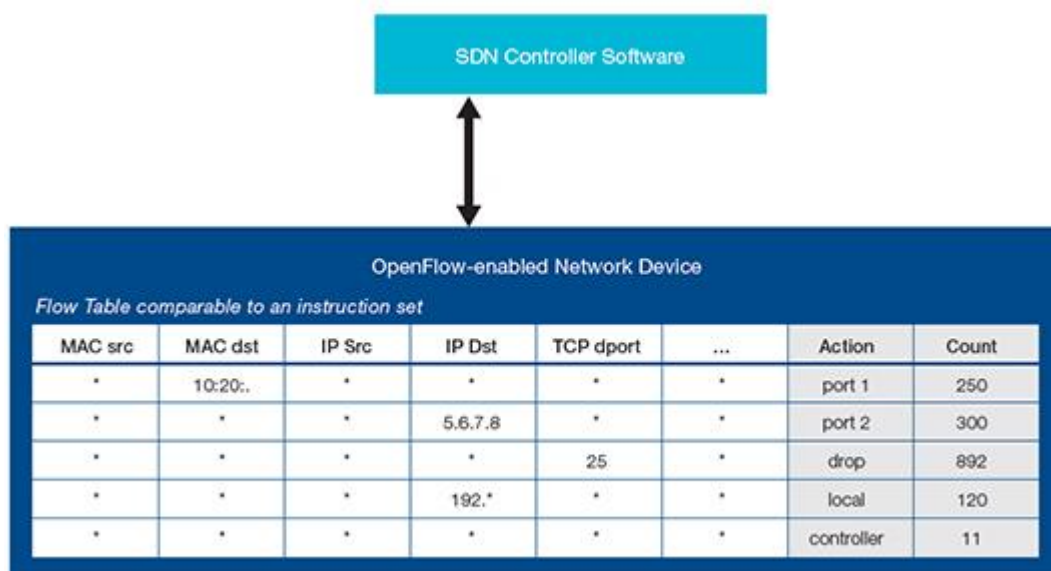 SDN Controller Software
OpenFlow-enabled Network Device
Flow Table comparable to an instruction set
MAC src MAC dst IP Src IP Dst TCP dport ... Action Count
* 10:20:. * * * * port 1 250
* * * 5.6.7.8 * * port 2 300
* * * * 25 * drop 892
* * * 192.* * * local 120
* * * * * * controller 11